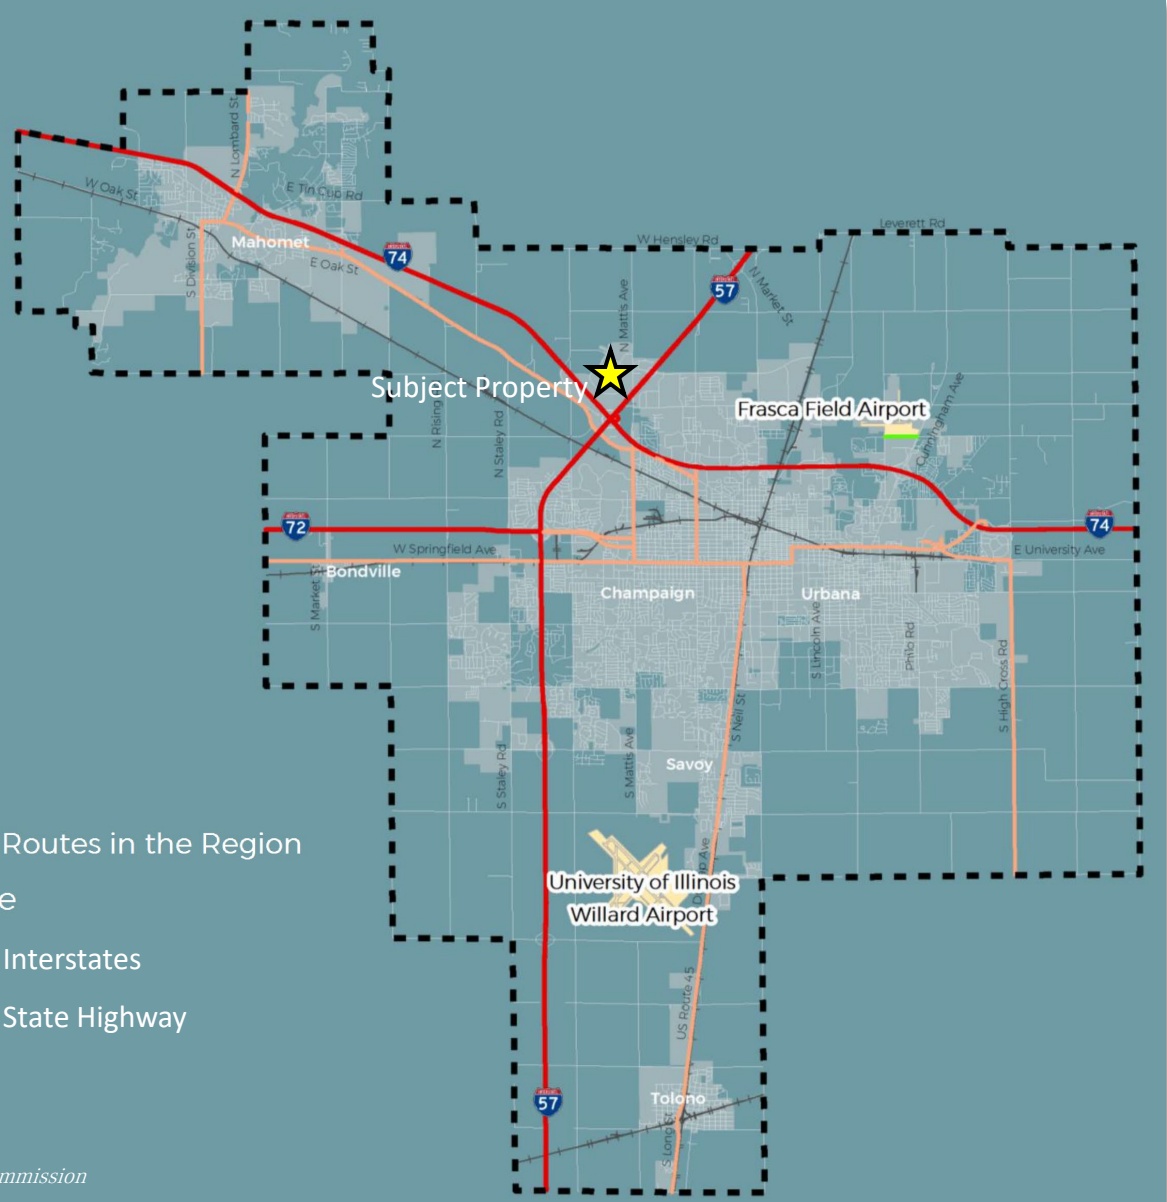 N Lombard St
W Oak St
E Tin Cup Rd
Leverett Rd
W Hensley Rd
Mahomet
S Division St
E Oak St
74
57
N Market St
N Mattis Ave
Subject Property
Frasca Field Airport
N Rising
N Staley Rd
Cunningham Ave
72
74
W Springfield Ave
E University Ave
Bondville
S Market St
Champaign
Urbana
S Lincoln Ave
Philo Rd
S High Cross Rd
S Neil St
S Staley Rd
S Mattis Ave
Savoy
Routes in the Region
University of Illinois
Willard Airport
e
Interstates
State Highway
US Route 45
57
Tolono
S Long St
mmission